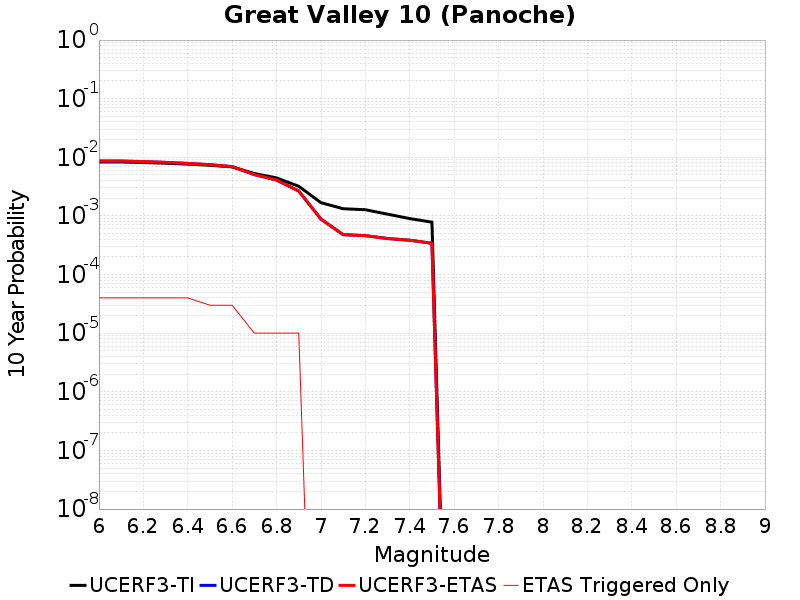 Great Valley 10 (Panoche)
10^0
10^-1
10^-2
10^-3
10^-4
10^-5
10^-6
10^-7
10^-8
10 Year Probability
6 6.2 6.4 6.6 6.8 7 7.2 7.4 7.6 7.8 8 8.2 8.4 8.6 8.8 9
Magnitude
UCERF3-TI UCERF3-TD UCERF3-ETAS ETAS Triggered Only